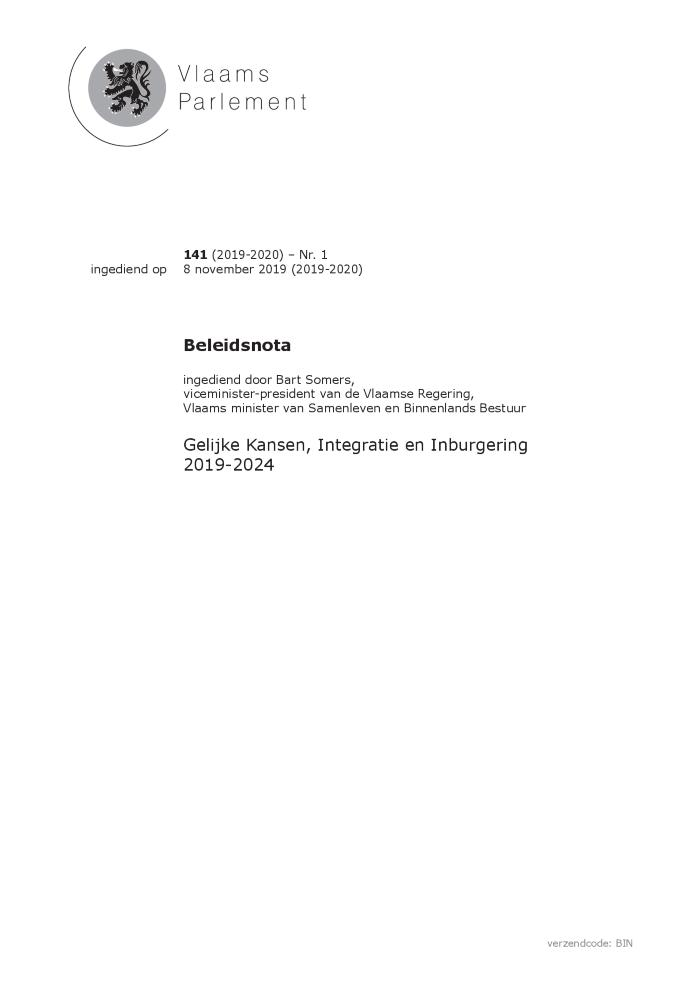 Vlaams
Parlement
141 (2019-2020) – Nr. 1
ingediend op 8 november 2019 (2019-2020)
Beleidsnota
ingediend door Bart Somers,
viceminister-president van de Vlaamse Regering,
Vlaams minister van Samenleven en Binnenlands Bestuur
Gelijke Kansen, Integratie en Inburgering
2019-2024
verzendcode: BIN